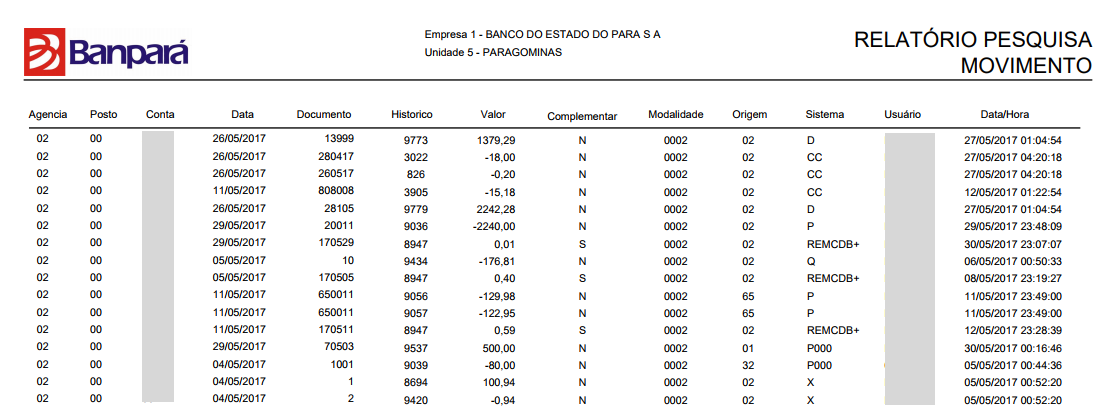 Banpará
Empresa 1 - BANCO DO ESTADO DO PARA S A
Unidade 5 - PARAGOMINAS
RELATÓRIO PESQUISA
MOVIMENTO
Agencia Posto Conta Data Documento Historico Valor Complementar Modalidade Origem Sistema Usuário Data/Hora
02 00 26/05/2017 13999 9773 1379,29 N 0002 02 D 27/05/2017 01:04:54
02 00 26/05/2017 280417 3022 -18,00 N 0002 02 CC 27/05/2017 04:20:18
02 00 26/05/2017 260517 826 -0,20 N 0002 02 CC 27/05/2017 04:20:18
02 00 11/05/2017 808008 3905 -15,18 N 0002 02 CC 12/05/2017 01:22:54
02 00 26/05/2017 28105 9779 2242,28 N 0002 02 D 27/05/2017 01:04:54
02 00 29/05/2017 20011 9036 -2240,00 N 0002 02 P 29/05/2017 23:48:09
02 00 29/05/2017 170529 8947 0,01 S 0002 02 REMCDB+ 30/05/2017 23:07:07
02 00 05/05/2017 10 9434 -176,81 N 0002 02 Q 06/05/2017 00:50:33
02 00 05/05/2017 170505 8947 0,40 S 0002 02 REMCDB+ 08/05/2017 23:19:27
02 00 11/05/2017 650011 9056 -129,98 N 0002 65 P 11/05/2017 23:49:00
02 00 11/05/2017 650011 9057 -122,95 N 0002 65 P 11/05/2017 23:49:00
02 00 11/05/2017 170511 8947 0,59 S 0002 02 REMCDB+ 12/05/2017 23:28:39
02 00 29/05/2017 70503 9537 500,00 N 0002 01 P000 30/05/2017 00:16:46
02 00 04/05/2017 1001 9039 -80,00 N 0002 32 P000 05/05/2017 00:44:36
02 00 04/05/2017 1 8694 100,94 N 0002 02 X 05/05/2017 00:52:20
02 00 04/05/2017 2 9420 -0,94 N 0002 02 X 05/05/2017 00:52:20